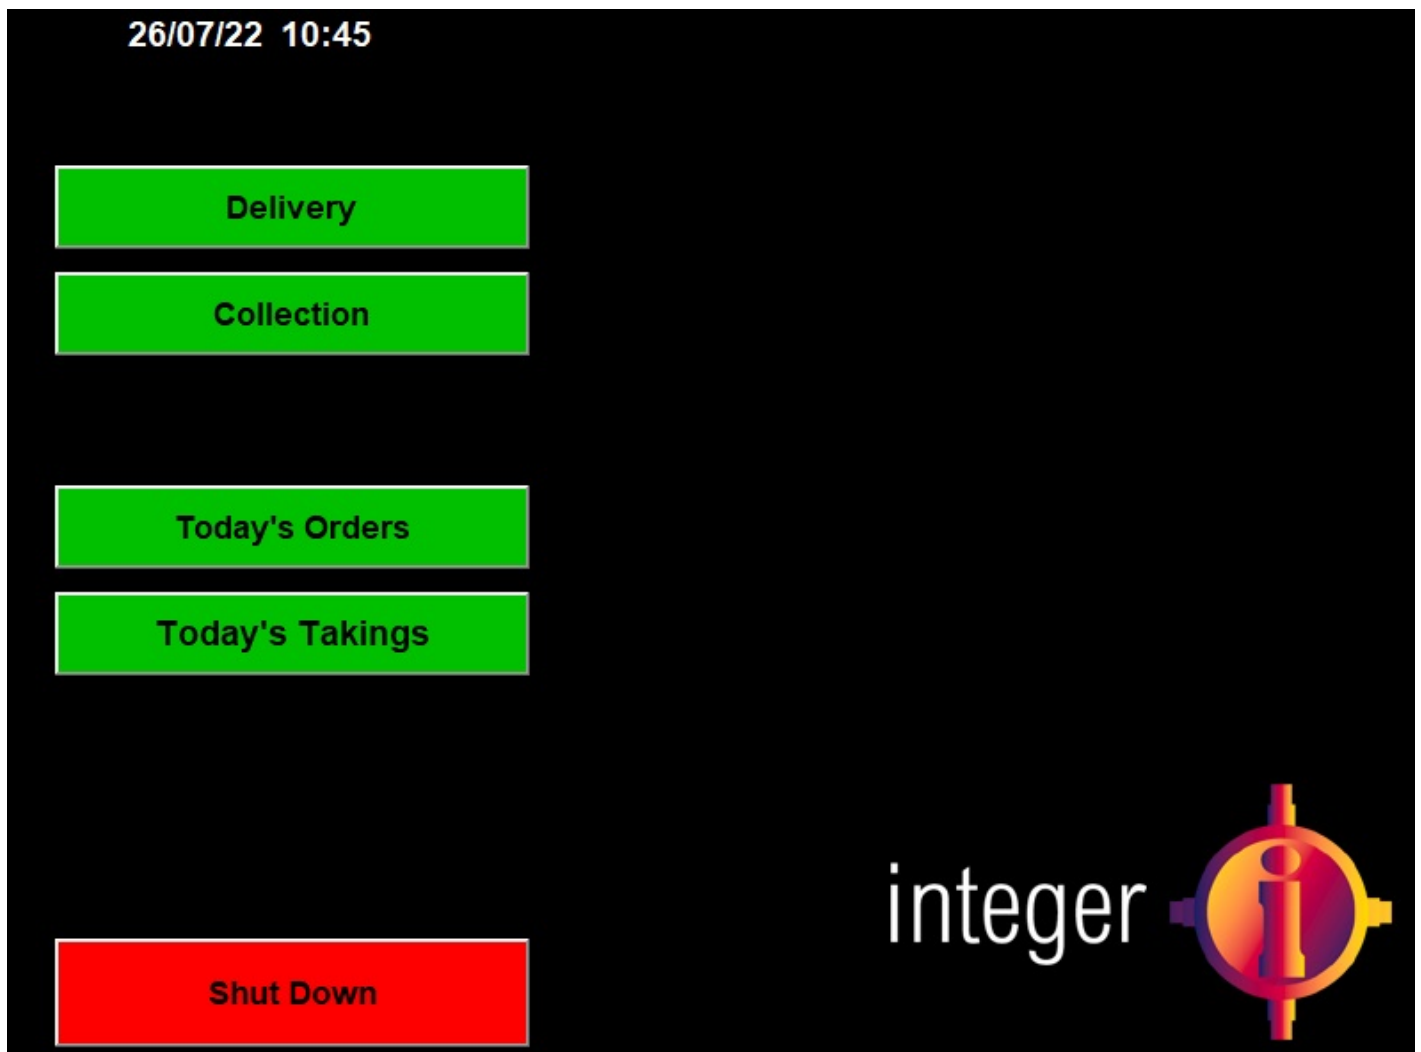 26/07/22 10:45
Delivery
Collection
Today's Orders
Today's Takings
Shut Down
integer i